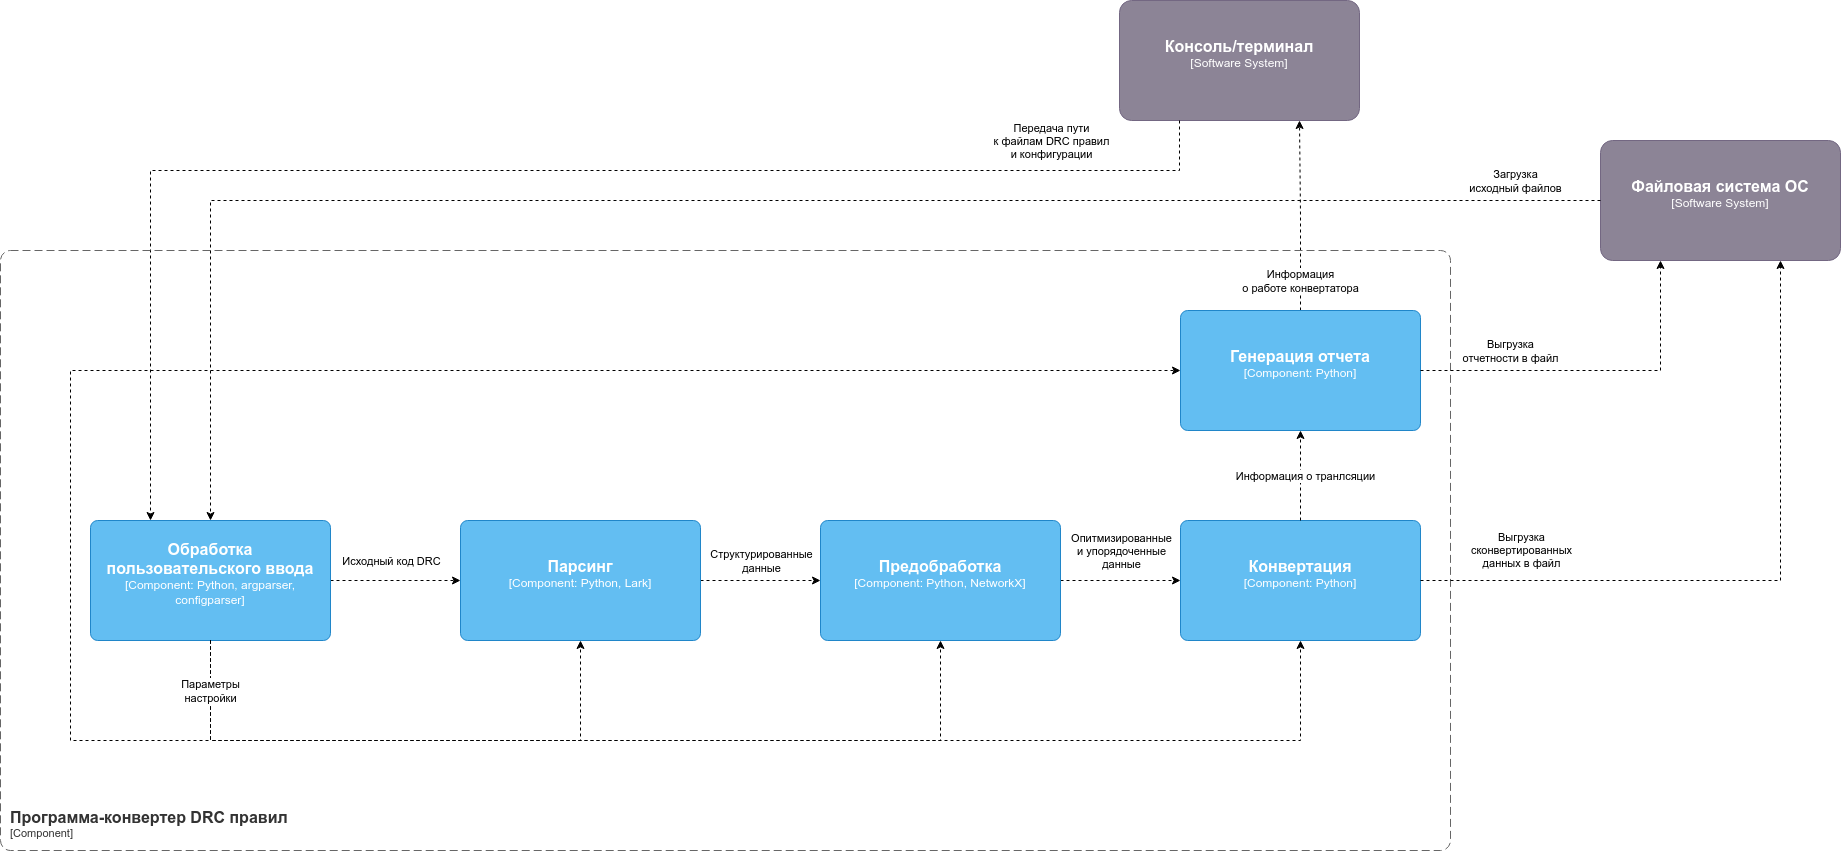 Консоль/терминал
[Software System]
Передача пути
к файлам DRC правил
и конфигурации
Загрузка
исходный файлов
Файловая система ОС
[Software System]
Информация
о работе конвертатора
Генерация отчета
[Component: Python]
Выгрузка
отчетности в файл
Информация о транлсяции
Обработка
пользовательского ввода
[Component: Python, argparser,
configparser]
Исходный код DRC
Парсинг
[Component: Python, Lark]
Структурированные
данные
Предобработка
[Component: Python, NetworkX]
Опитмизированные
и упорядоченные
данные
Конвертация
[Component: Python]
Выгрузка
сконвертированных
данных в файл
Параметры
настройки
Программа-конвертер DRC правил
[Component]